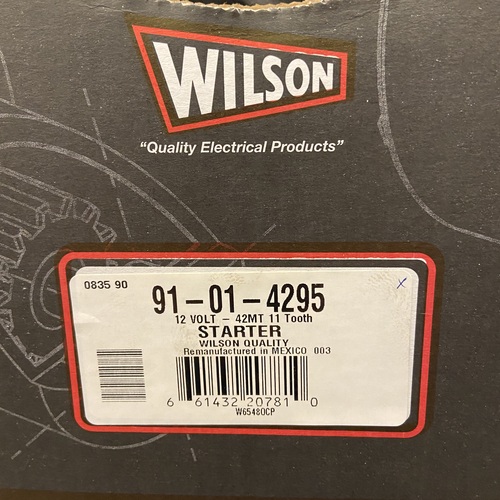 WILSON
"Quality Electrical Products"
0835 90
x
91-01-4295
12 VOLT - 42MT 11 Tooth
STARTER
WILSON QUALITY
Remanufactured in MEXICO 003
6 61432 20781 0
W65480CP